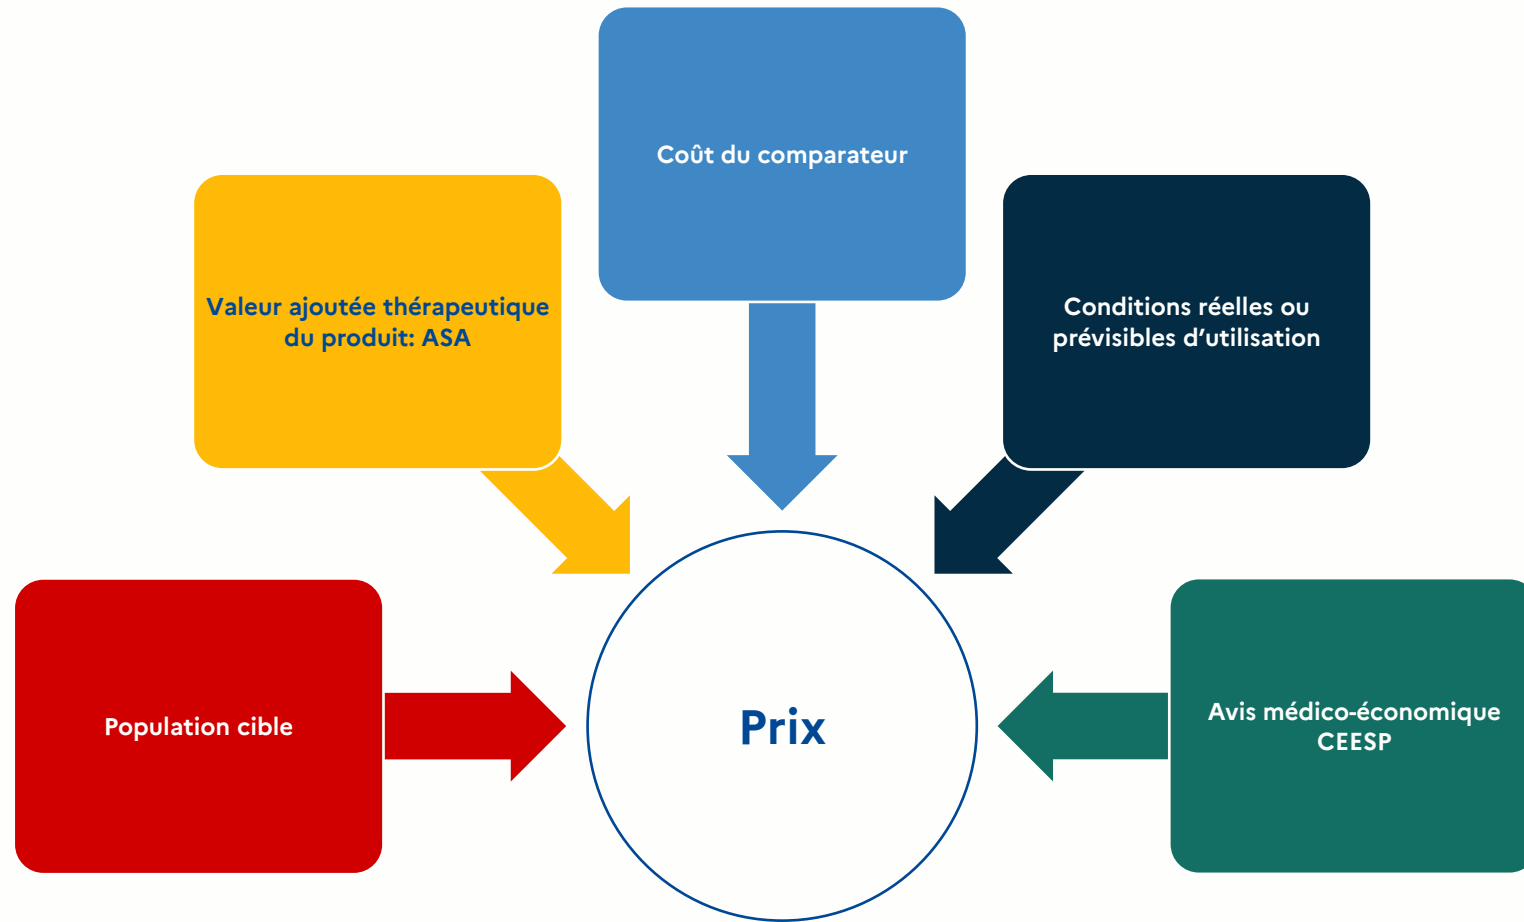 Coût du comparateur
Valeur ajoutée thérapeutique
du produit: ASA
Conditions réelles ou
prévisibles d’utilisation
Population cible
Prix
Avis médico-économique
CEESP